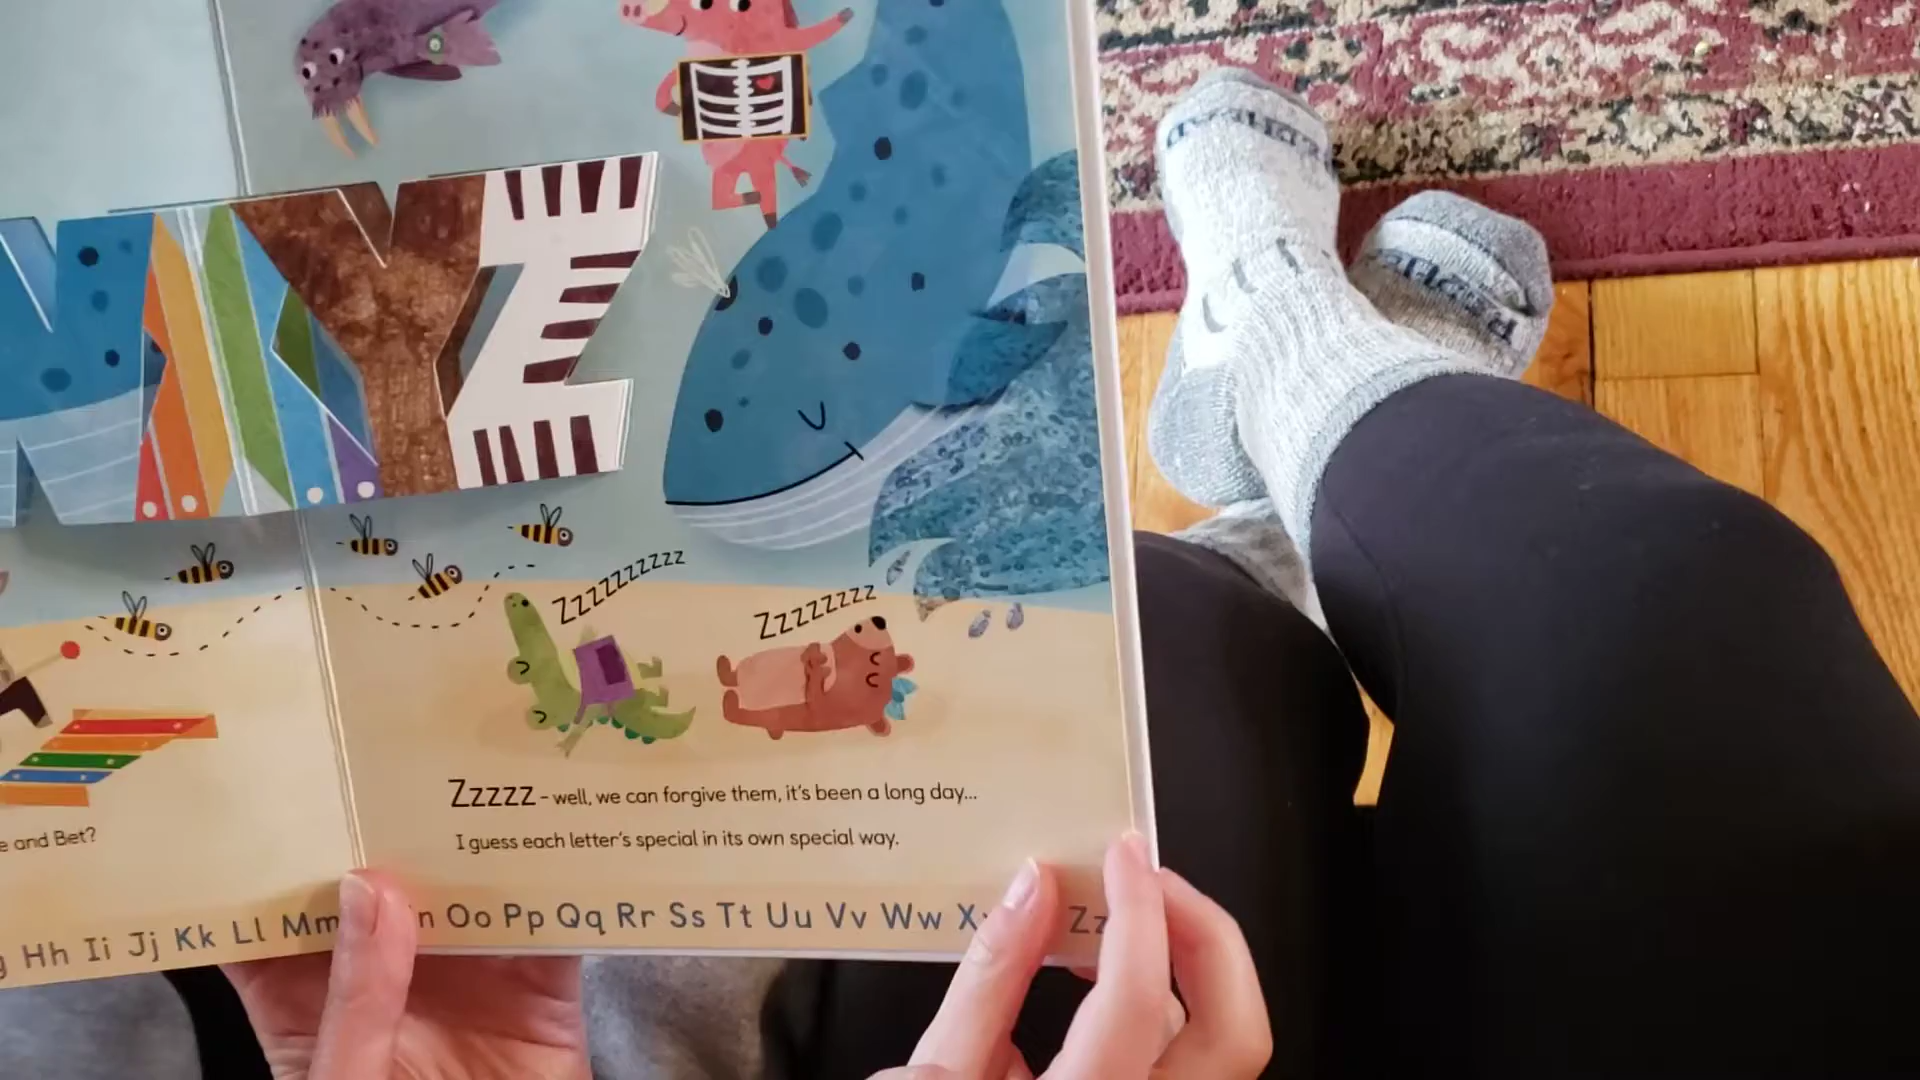 W X Y Z
Zzzzzzzzzz
Zzzzzzzz
Zzzzz - well, we can forgive them, it's been a long day...
I guess each letter's special in its own special way.
e and Bet?
g Hh Ii Jj Kk Ll Mm n Oo Pp Qq Rr Ss Tt Uu Vv Ww X Zz